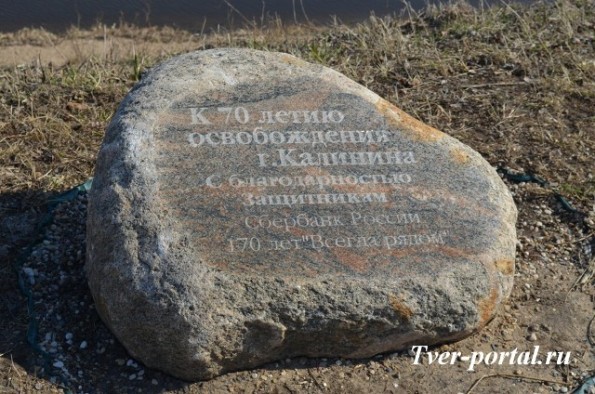 К 70 летию
освобождения
г.Калинина
С благодарностью
защитникам
Сбербанк России
170 лет"Всегда рядом"
Tver-portal.ru